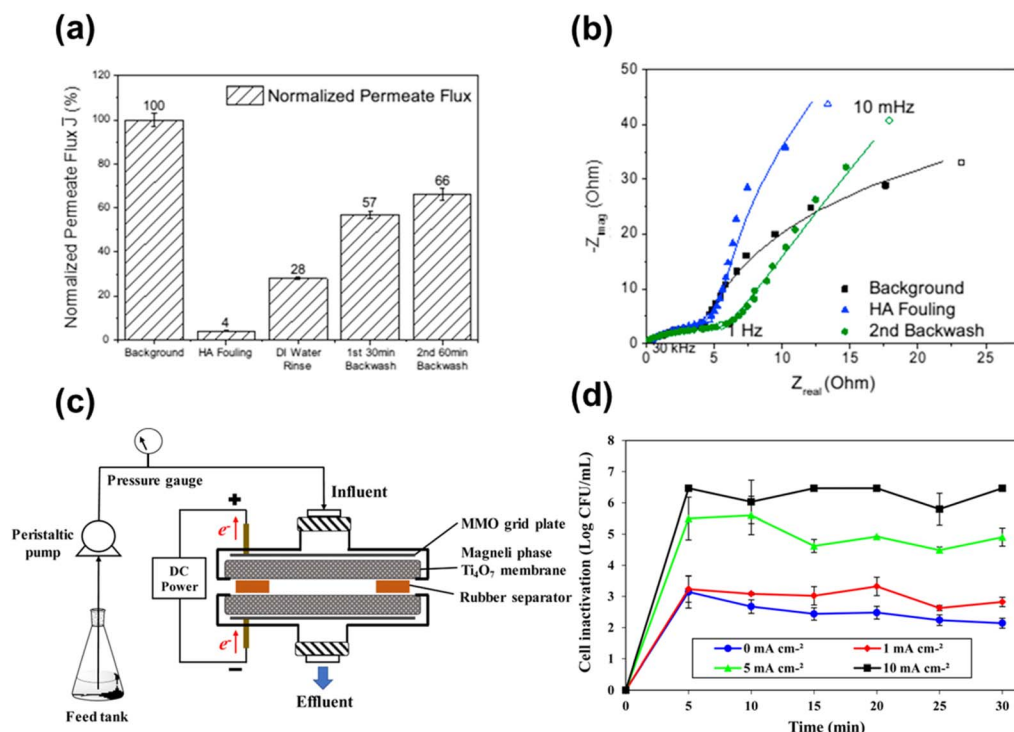 (a)
Normalized Permeate Flux J̅ (%)
120
100
80
60
40
20
0
Normalized Permeate Flux
100
4
28
57
66
Background
HA Fouling
DI Water
Rinse
1st 30min
Backwash
2nd 60min
Backwash
(b)
-Zimag (Ohm)
50
40
30
20
10
0
10 mHz
Background
HA Fouling
2nd Backwash
1 Hz
30 kHz
0
5
10
15
20
25
Zreal (Ohm)
(c)
Pressure gauge
Peristaltic
pump
Feed tank
DC
Power
+
e-
e-
−
Influent
MMO grid plate
Magneli phase
Ti₄O₇ membrane
Rubber separator
Effluent
(d)
Cell inactivation (Log CFU/mL)
8
7
6
5
4
3
2
1
0
0 mA cm-2
1 mA cm-2
5 mA cm-2
10 mA cm-2
0
5
10
15
20
25
30
Time (min)